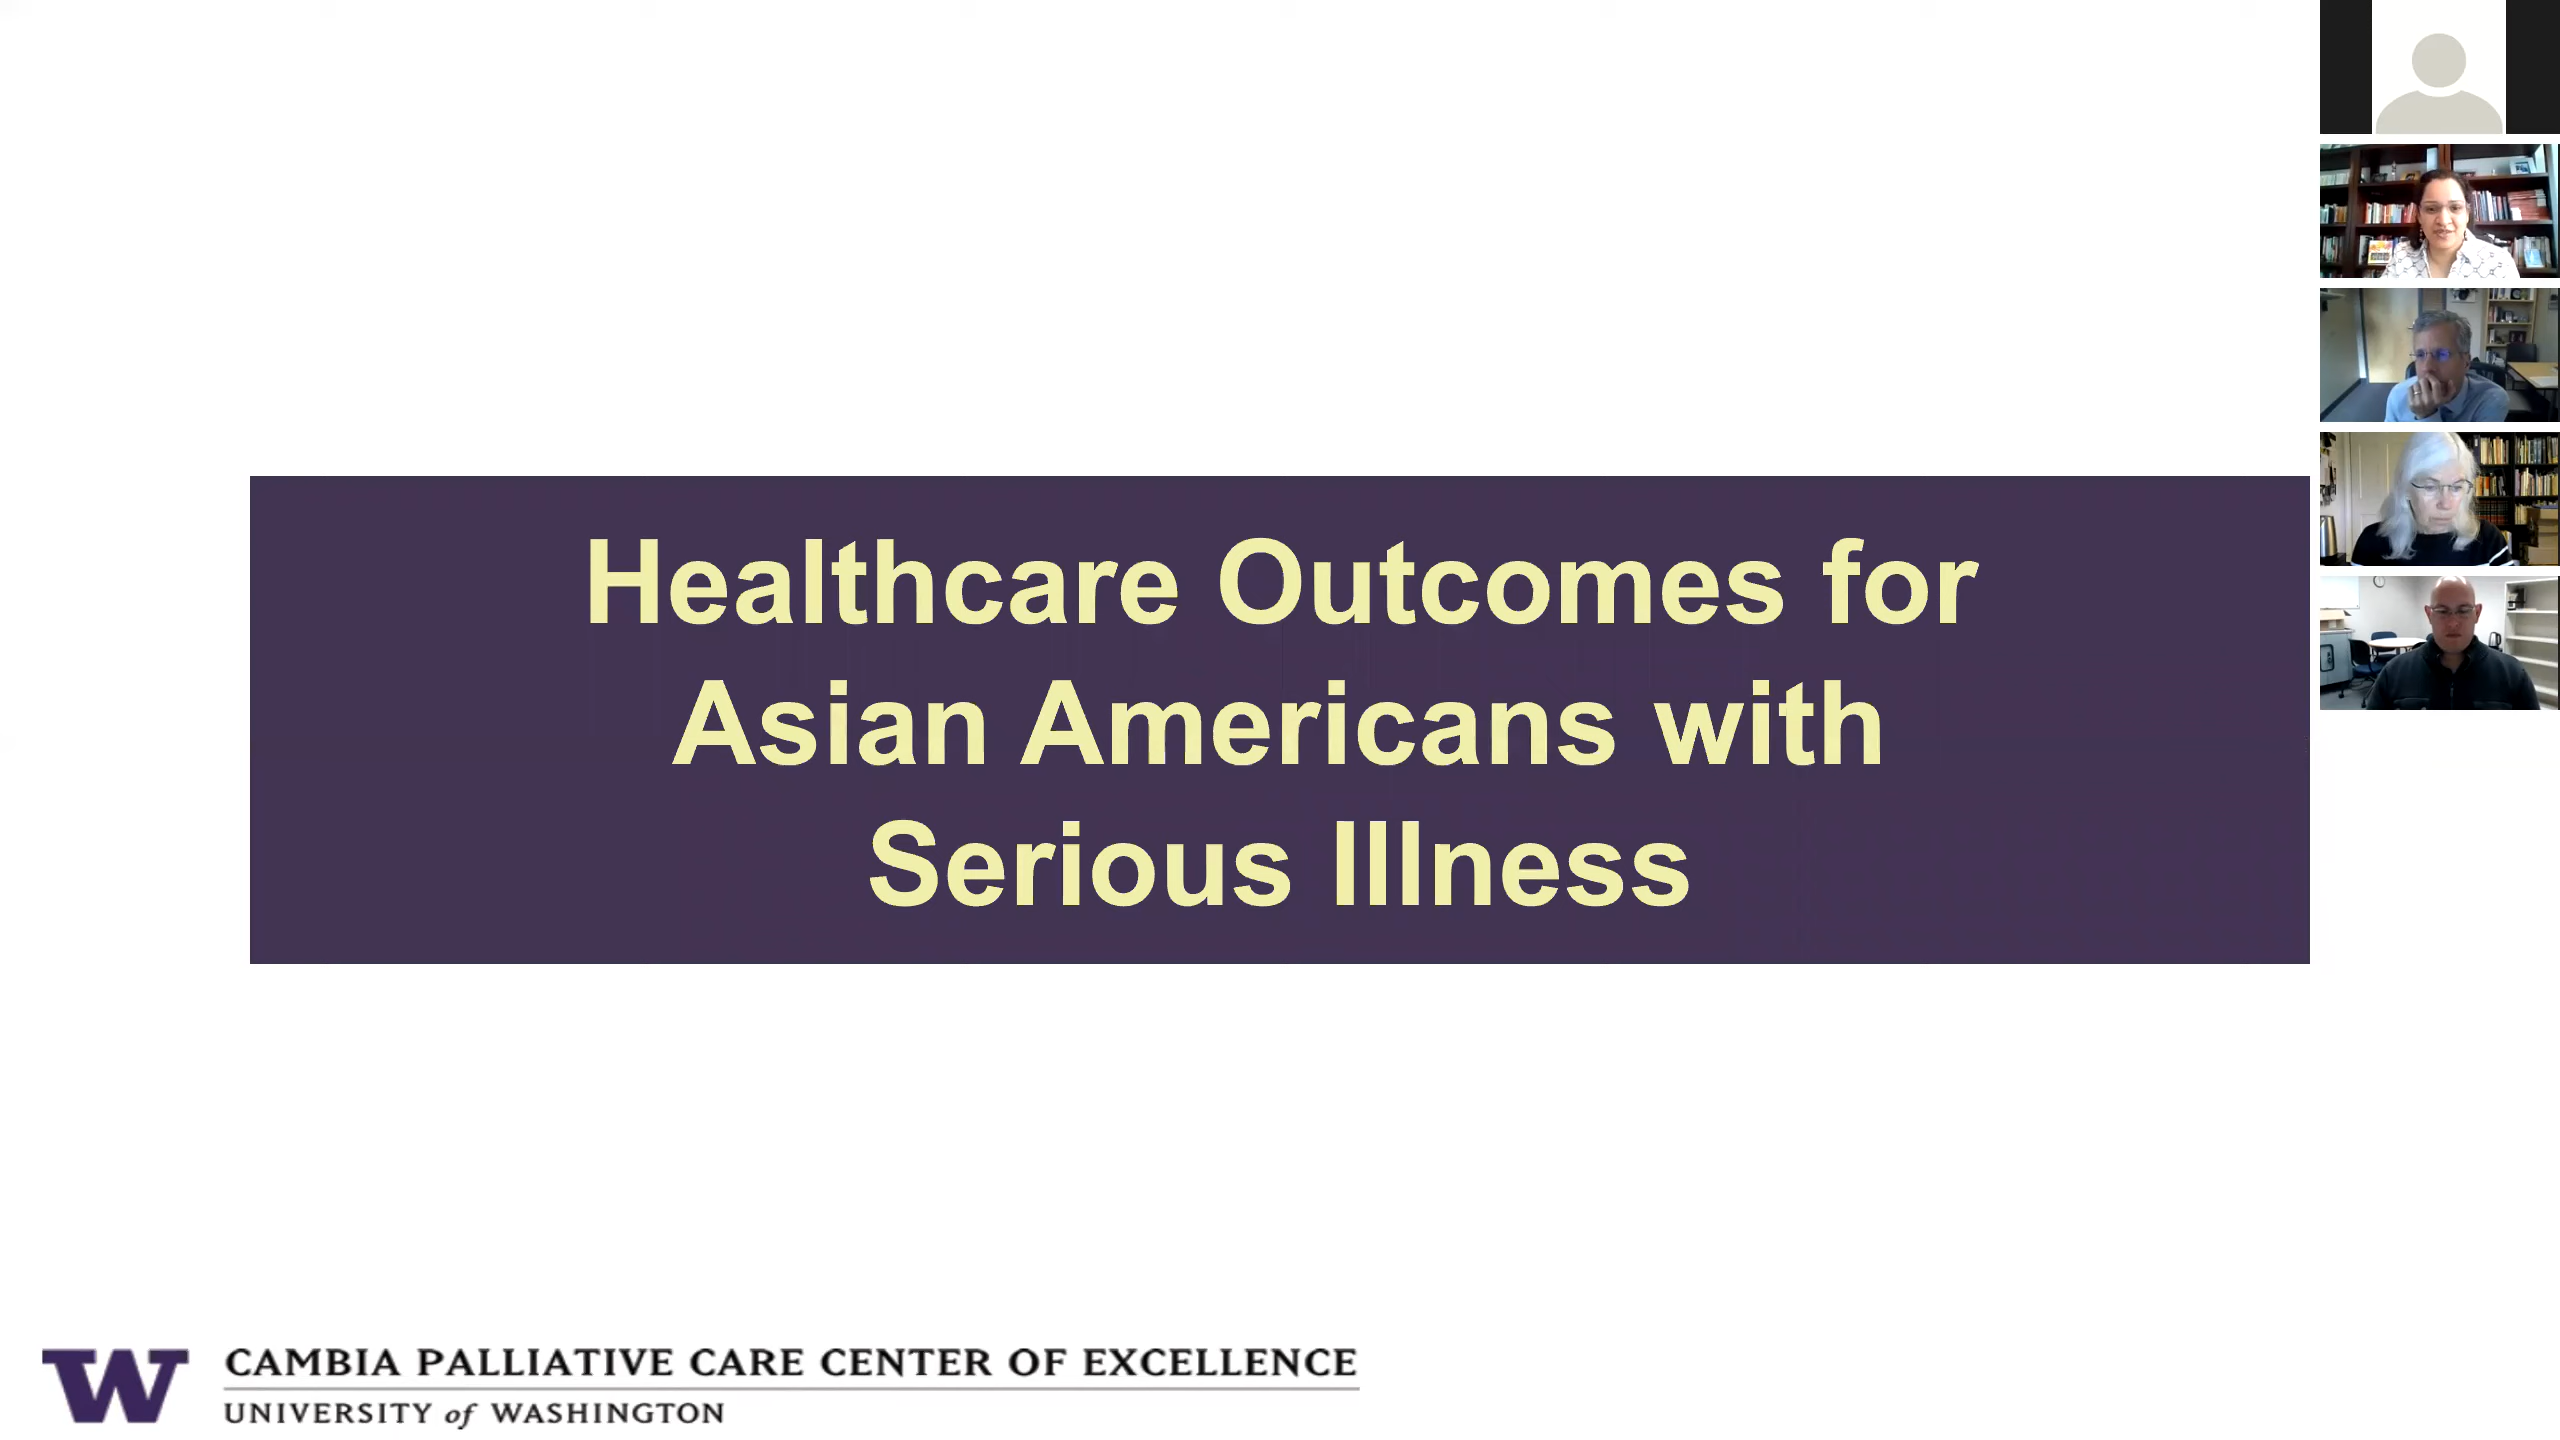 Healthcare Outcomes for
Asian Americans with
Serious Illness
CAMBIA PALLIATIVE CARE CENTER OF EXCELLENCE
UNIVERSITY of WASHINGTON